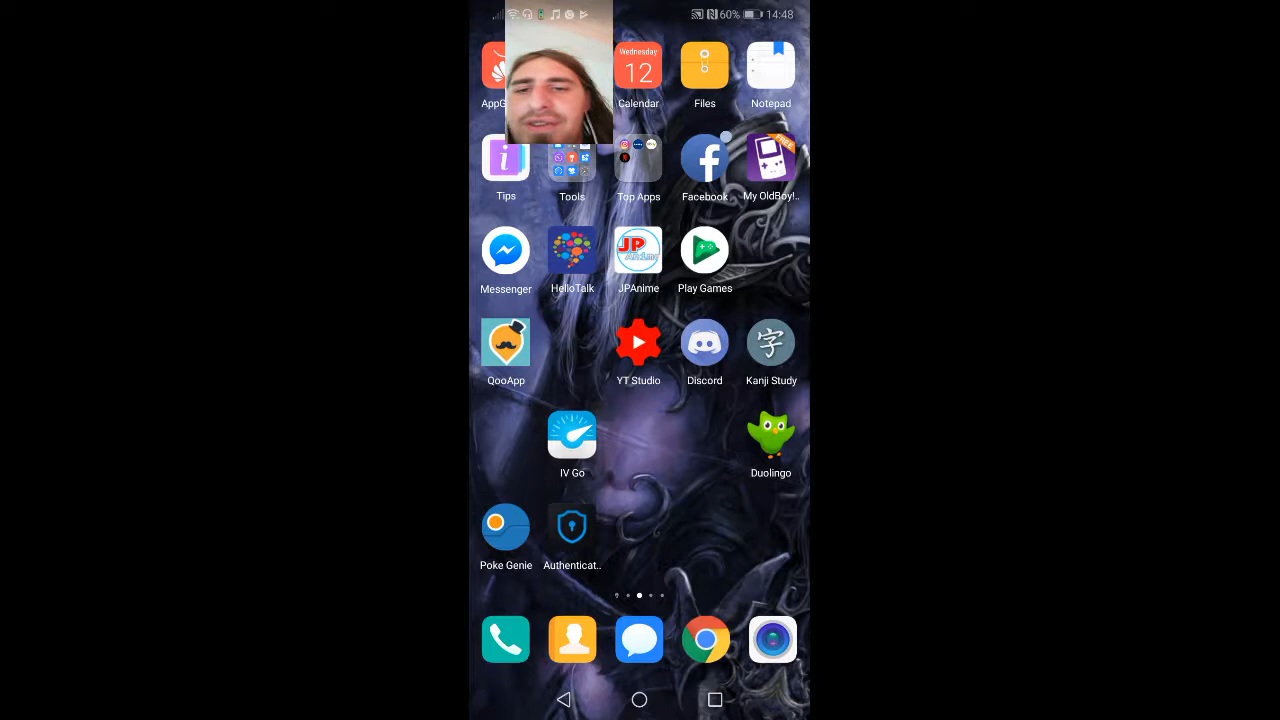 60% 14:48
Wednesday
12
AppG
Calendar
Files
Notepad
FREE
Tips
Tools
Top Apps
Facebook
My OldBoy!..
JP
Anime
Messenger
HelloTalk
JPAnime
Play Games
字
QooApp
YT Studio
Discord
Kanji Study
IV Go
Duolingo
Poke Genie
Authenticat..